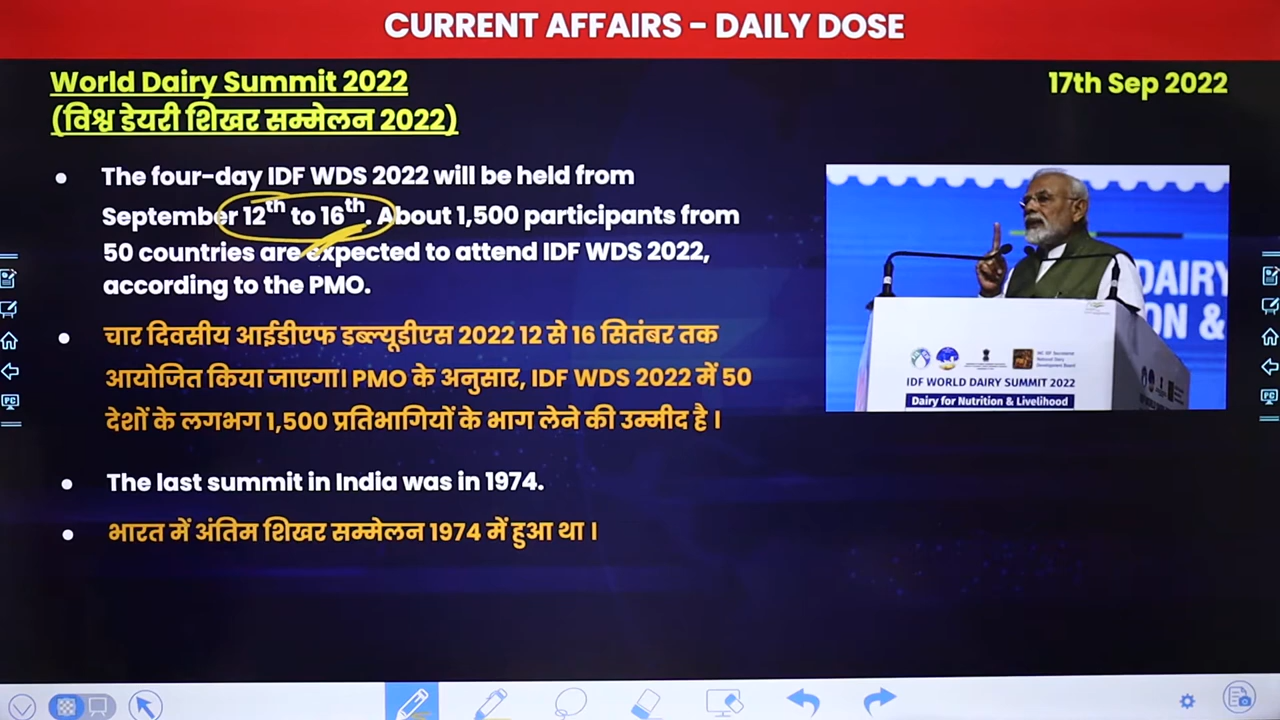 CURRENT AFFAIRS - DAILY DOSE
World Dairy Summit 2022
17th Sep 2022
(विश्व डेयरी शिखर सम्मेलन 2022)
The four-day IDF WDS 2022 will be held from
September 12th to 16th. About 1,500 participants from
50 countries are expected to attend IDF WDS 2022,
according to the PMO.
चार दिवसीय आईडीएफ डब्ल्यूडीएस 2022 12 से 16 सितंबर तक
आयोजित किया जाएगा। PMO के अनुसार, IDF WDS 2022 में 50
देशों के लगभग 1,500 प्रतिभागियों के भाग लेने की उम्मीद है ।
The last summit in India was in 1974.
भारत में अंतिम शिखर सम्मेलन 1974 में हुआ था ।
DAIRY
ON &
IDF WORLD DAIRY SUMMIT 2022
Dairy for Nutrition & Livelihood
PC
PC